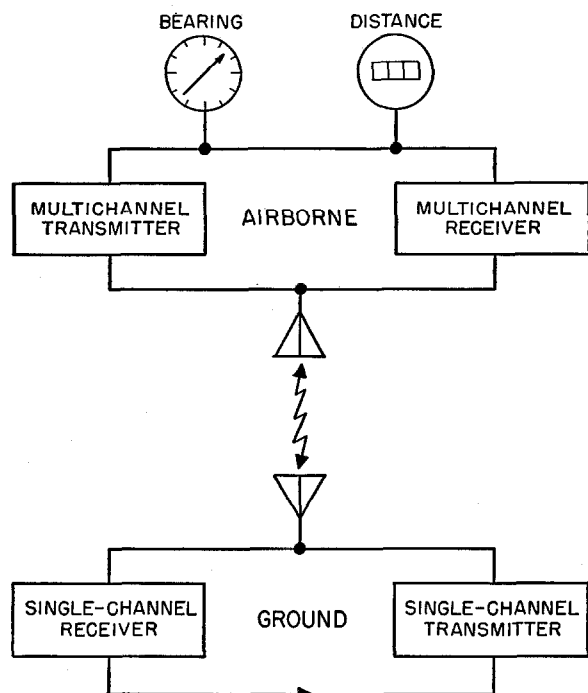 BEARING
DISTANCE
MULTICHANNEL
TRANSMITTER
AIRBORNE
MULTICHANNEL
RECEIVER
SINGLE-CHANNEL
RECEIVER
GROUND
SINGLE-CHANNEL
TRANSMITTER